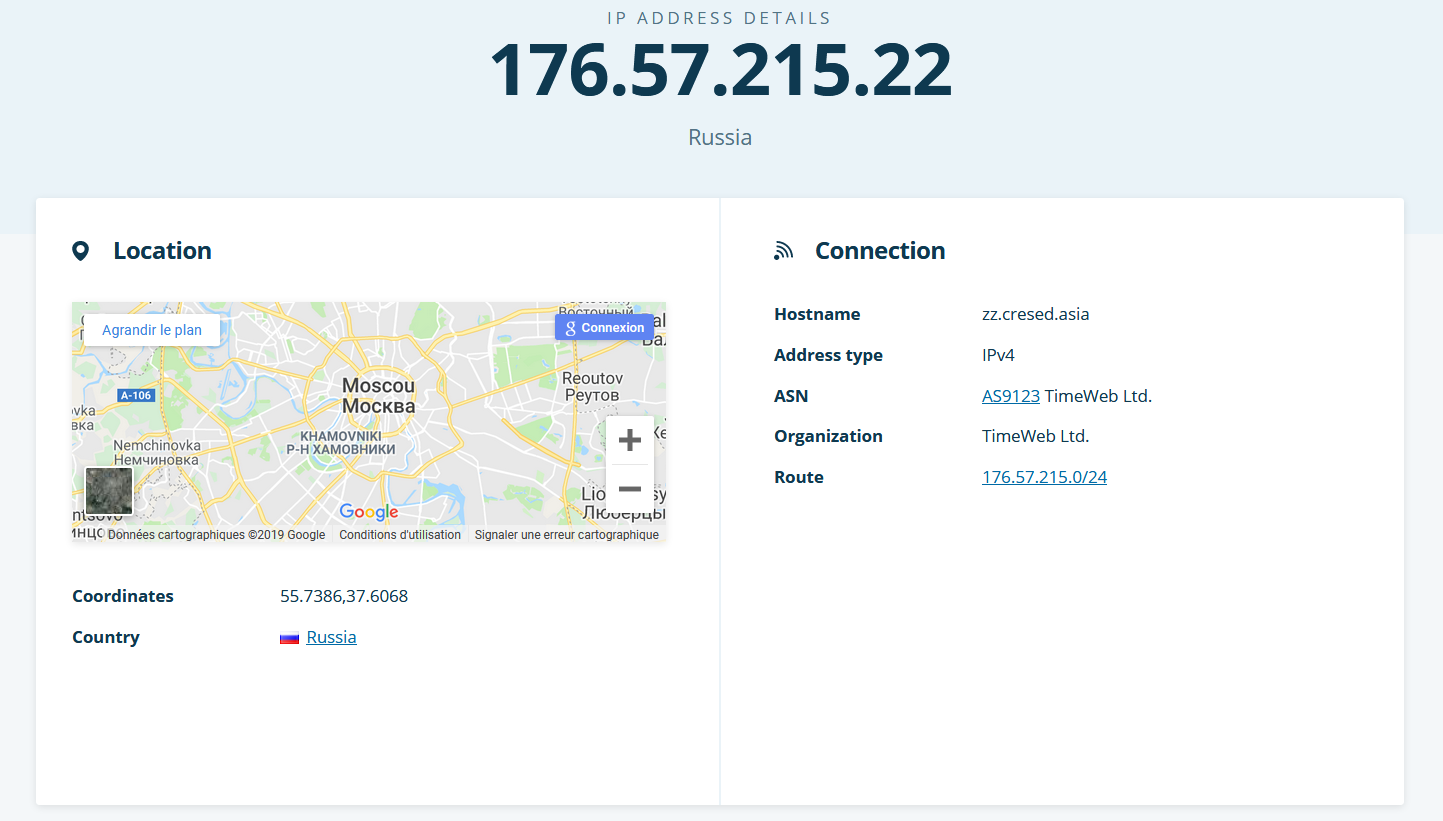 IP ADDRESS DETAILS
176.57.215.22
Russia
Location
Agrandir le plan
Connexion
A-106
Moscou
Москва
Reoutov
Реутов
Nemchinovka
Немчиновка
KHAMOVNIKI
Р-Н ХАМОВНИКИ
Google
Données cartographiques ©2019 Google
Conditions d'utilisation
Signaler une erreur cartographique
Coordinates 55.7386,37.6068
Country Russia
Connection
Hostname zz.cresed.asia
Address type IPv4
ASN AS9123 TimeWeb Ltd.
Organization TimeWeb Ltd.
Route 176.57.215.0/24